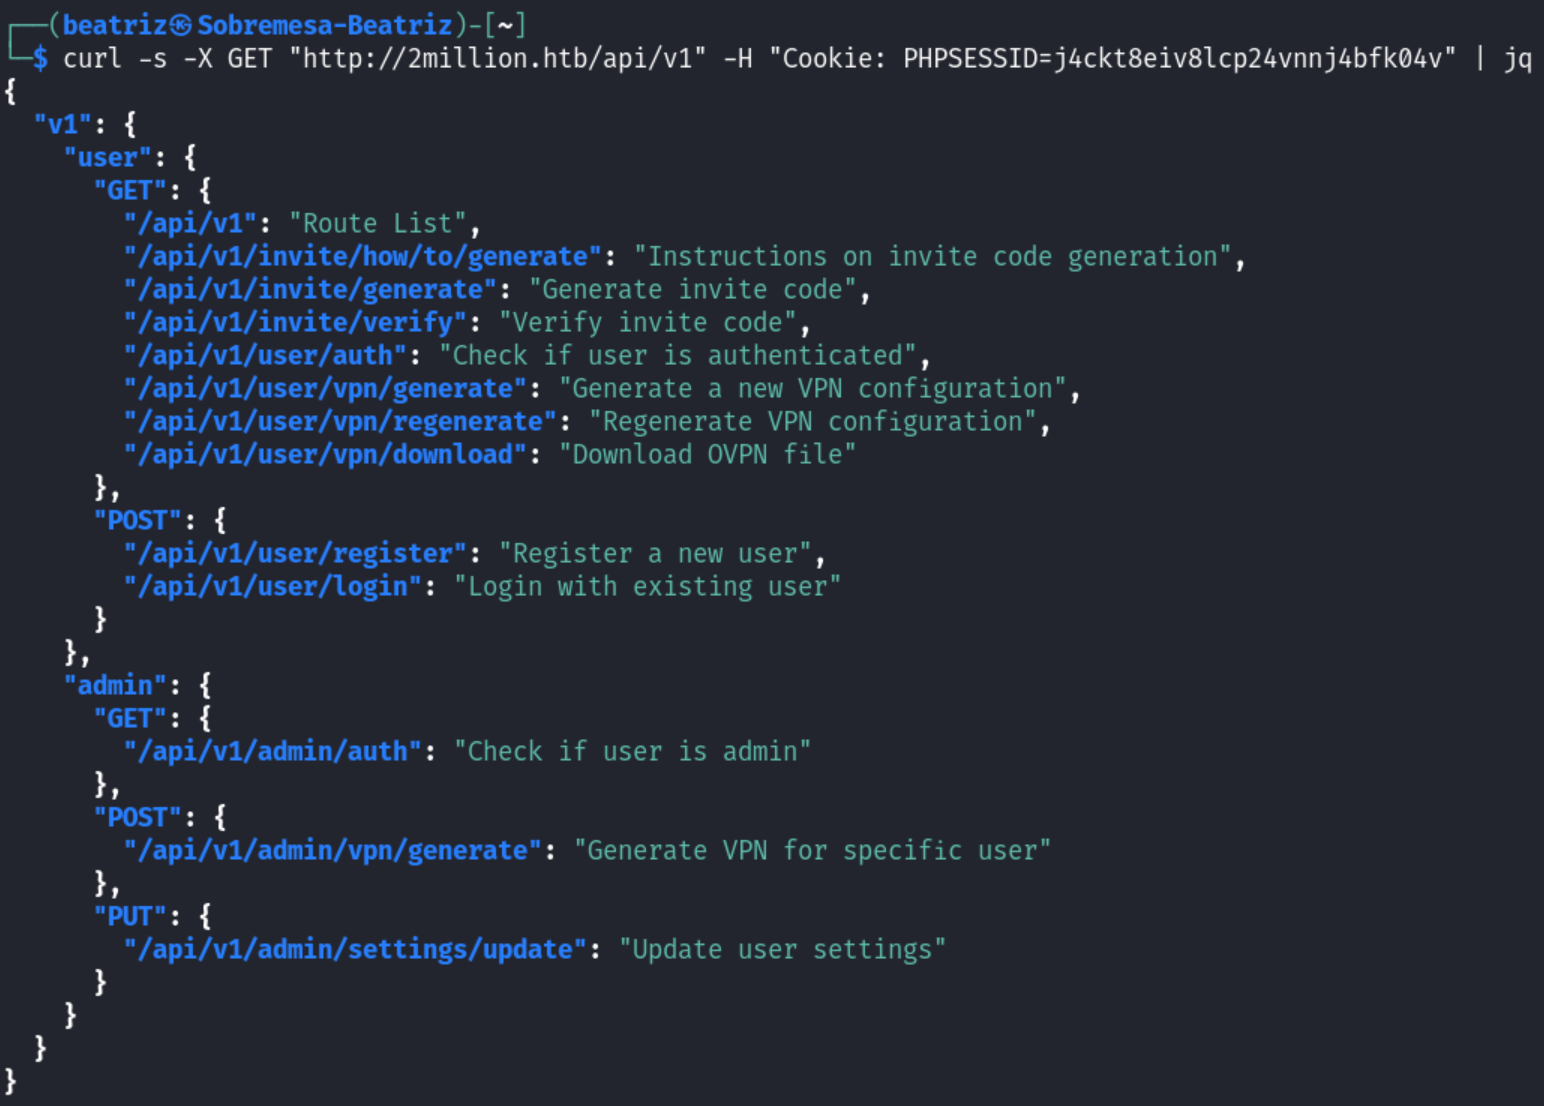 ┌──(beatriz㉿Sobremesa-Beatriz)-[~]
└─$ curl -s -X GET "http://2million.htb/api/v1" -H "Cookie: PHPSESSID=j4ckt8eiv8lcp24vnnj4bfk04v" | jq
{
  "v1": {
    "user": {
      "GET": {
        "/api/v1": "Route List",
        "/api/v1/invite/how/to/generate": "Instructions on invite code generation",
        "/api/v1/invite/generate": "Generate invite code",
        "/api/v1/invite/verify": "Verify invite code",
        "/api/v1/user/auth": "Check if user is authenticated",
        "/api/v1/user/vpn/generate": "Generate a new VPN configuration",
        "/api/v1/user/vpn/regenerate": "Regenerate VPN configuration",
        "/api/v1/user/vpn/download": "Download OVPN file"
      },
      "POST": {
        "/api/v1/user/register": "Register a new user",
        "/api/v1/user/login": "Login with existing user"
      }
    },
    "admin": {
      "GET": {
        "/api/v1/admin/auth": "Check if user is admin"
      },
      "POST": {
        "/api/v1/admin/vpn/generate": "Generate VPN for specific user"
      },
      "PUT": {
        "/api/v1/admin/settings/update": "Update user settings"
      }
    }
  }
}